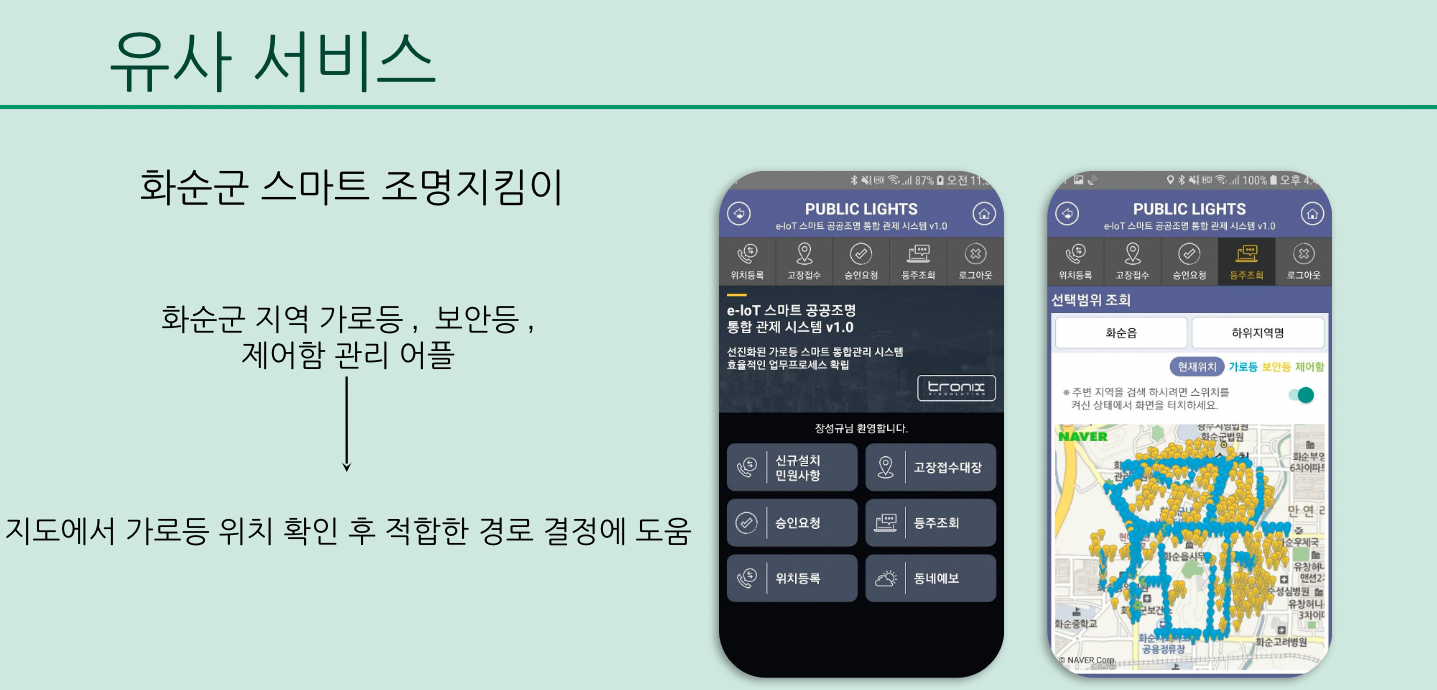 유사 서비스
화순군 스마트 조명지킴이
화순군 지역 가로등 , 보안등 ,
제어함 관리 어플
지도에서 가로등 위치 확인 후 적합한 경로 결정에 도움
87% 오전 11:
PUBLIC LIGHTS
e-IoT 스마트 공공조명 통합 관제 시스템 v1.0
위치등록 고장접수 승인요청 등주조회 로그아웃
e-IoT 스마트 공공조명
통합 관제 시스템 v1.0
선진화된 가로등 스마트 통합관리 시스템
효율적인 업무프로세스 확립
tronix
장성규님 환영합니다.
신규설치
민원사항
고장접수대장
승인요청
등주조회
위치등록
동네예보
100% 오후 4:
PUBLIC LIGHTS
e-IoT 스마트 공공조명 통합 관제 시스템 v1.0
위치등록 고장접수 승인요청 등주조회 로그아웃
선택범위 조회
화순읍 하위지역명
현재위치 가로등 보안등 제어함
※ 주변 지역을 검색 하시려면 스위치를
켜신 상태에서 화면을 터치하세요.
NAVER
화순군법원
6차아파트
만연리
화순우체국
유창허니
맨션2
성심병원
유창허니
3차아파
화순중학교
공용정류장
화순고려병원
© NAVER Corp.